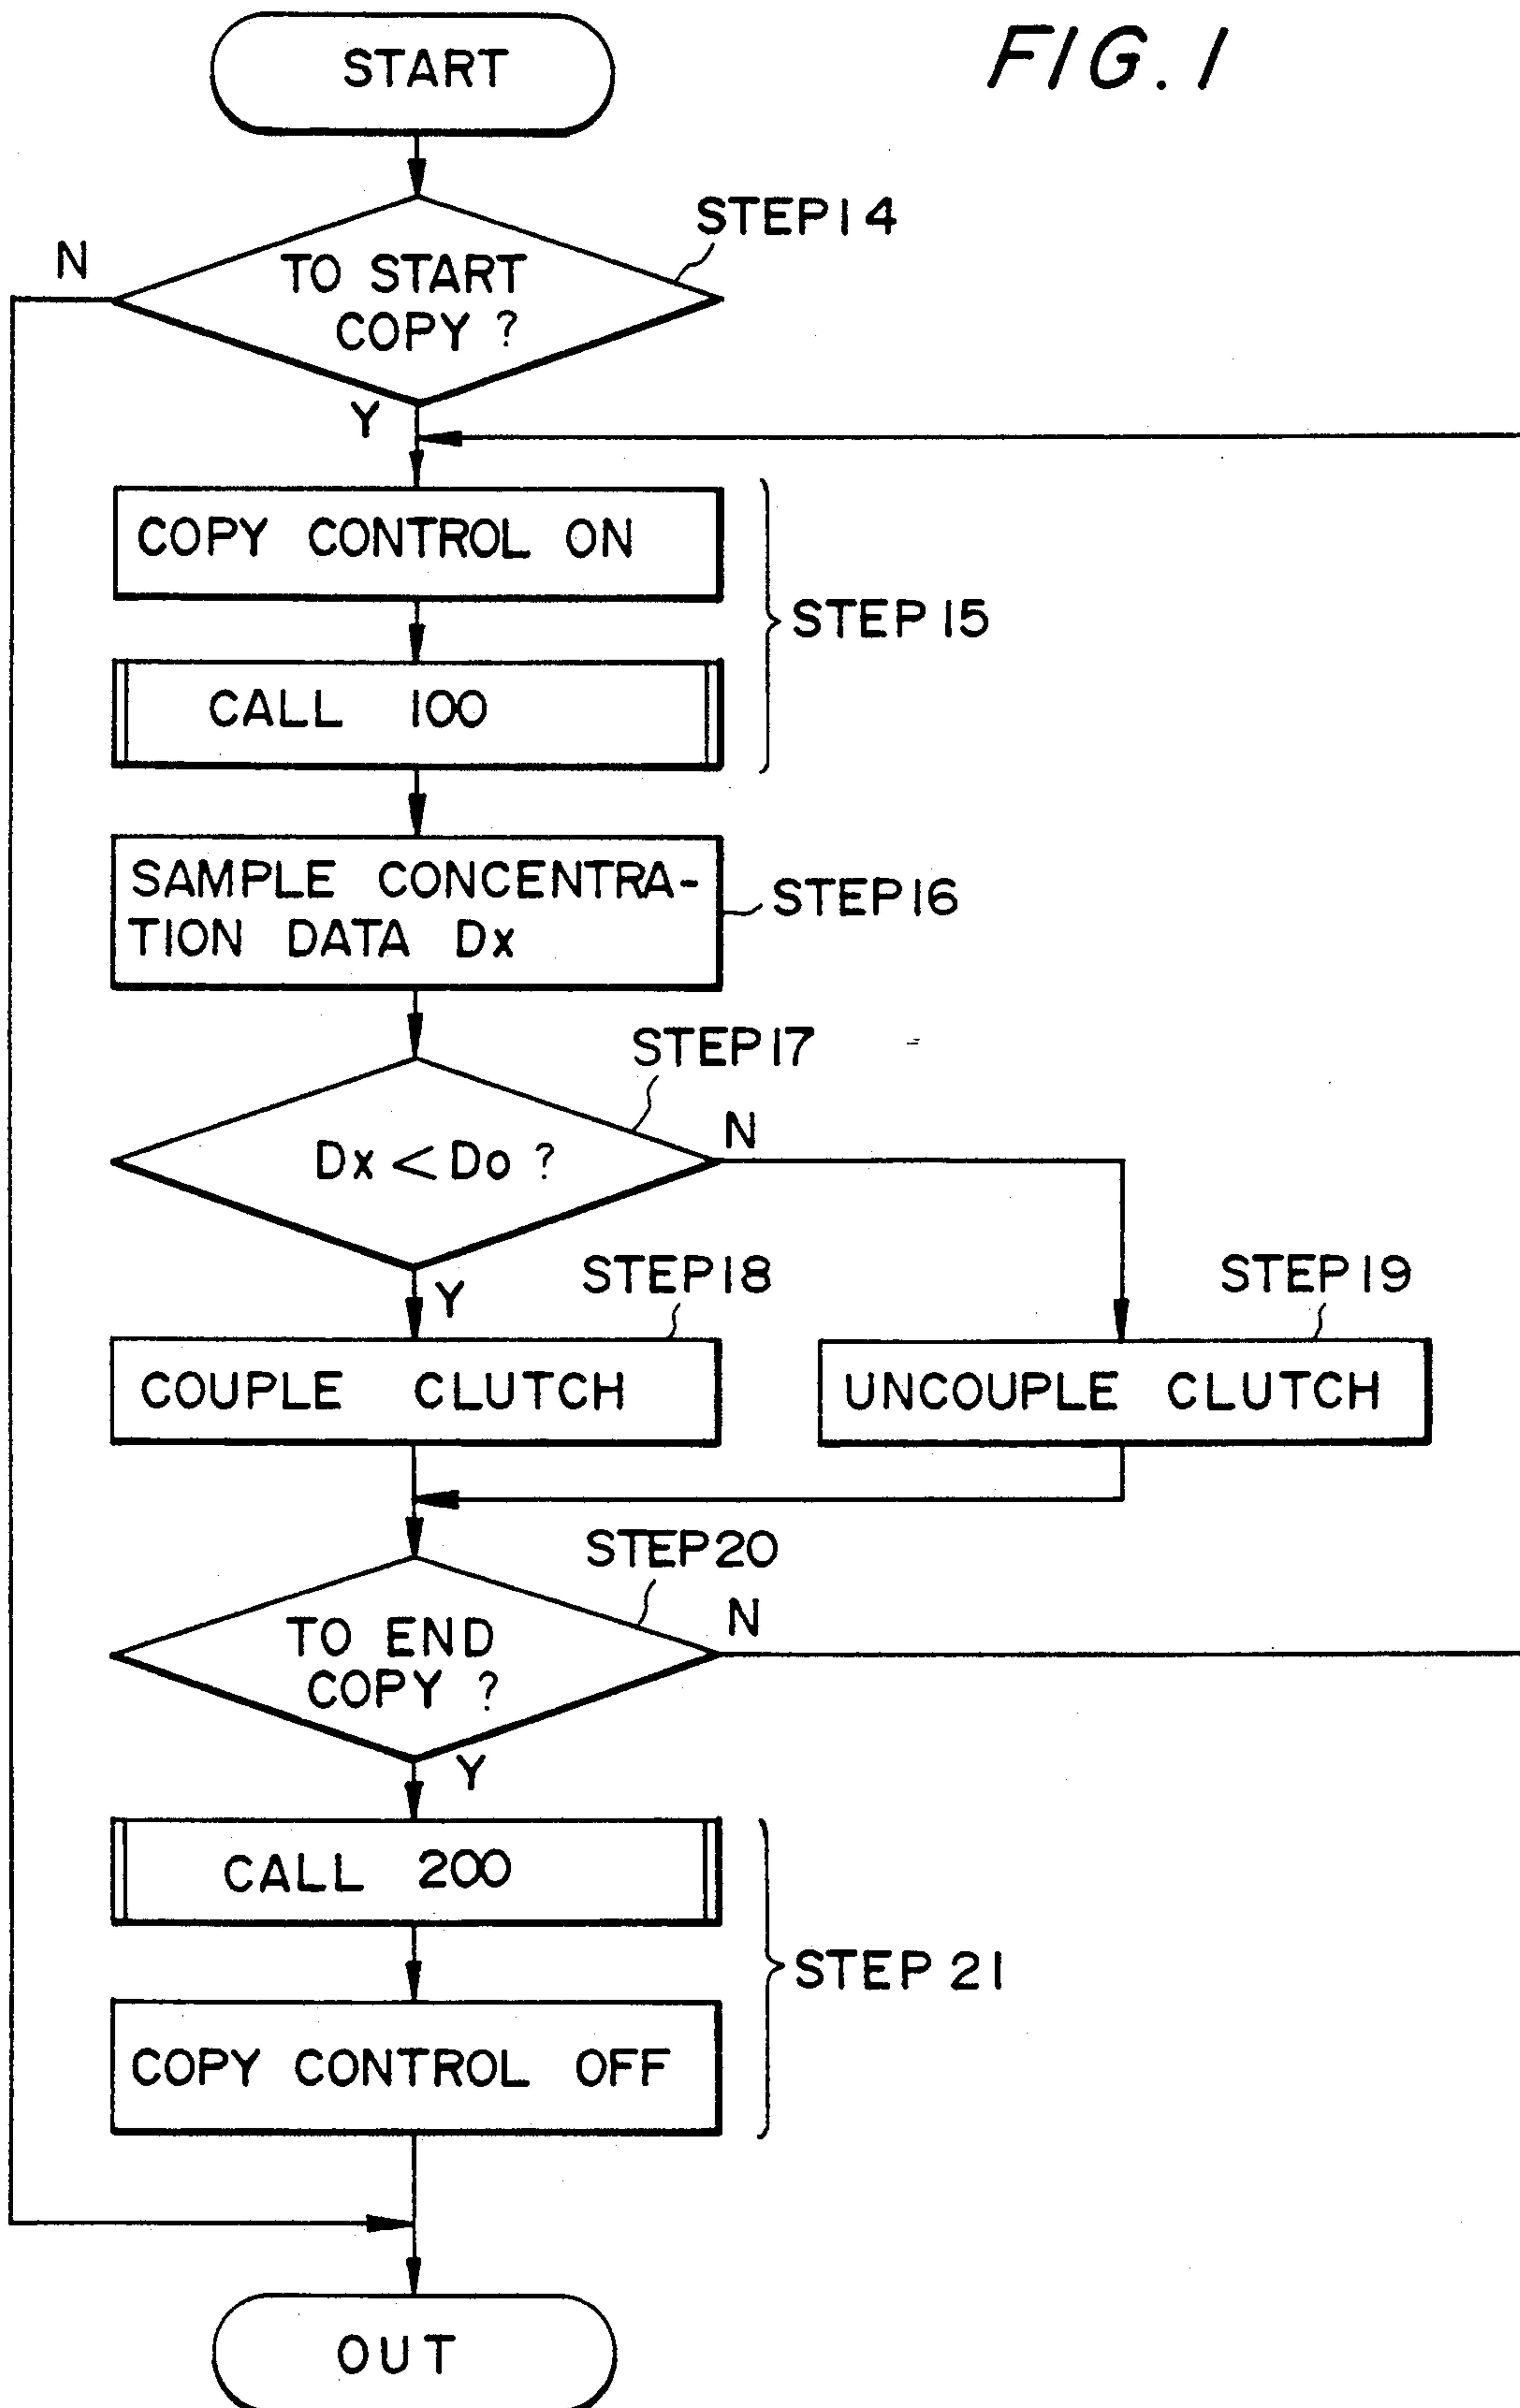 FIG. 1
START
STEP 14
N
TO START
COPY ?
Y
COPY CONTROL ON
STEP 15
CALL 100
SAMPLE CONCENTRA-
TION DATA Dx
STEP 16
STEP 17
N
Dx < Do ?
Y
STEP 18
STEP 19
COUPLE CLUTCH
UNCOUPLE CLUTCH
STEP 20
N
TO END
COPY ?
Y
CALL 200
STEP 21
COPY CONTROL OFF
OUT